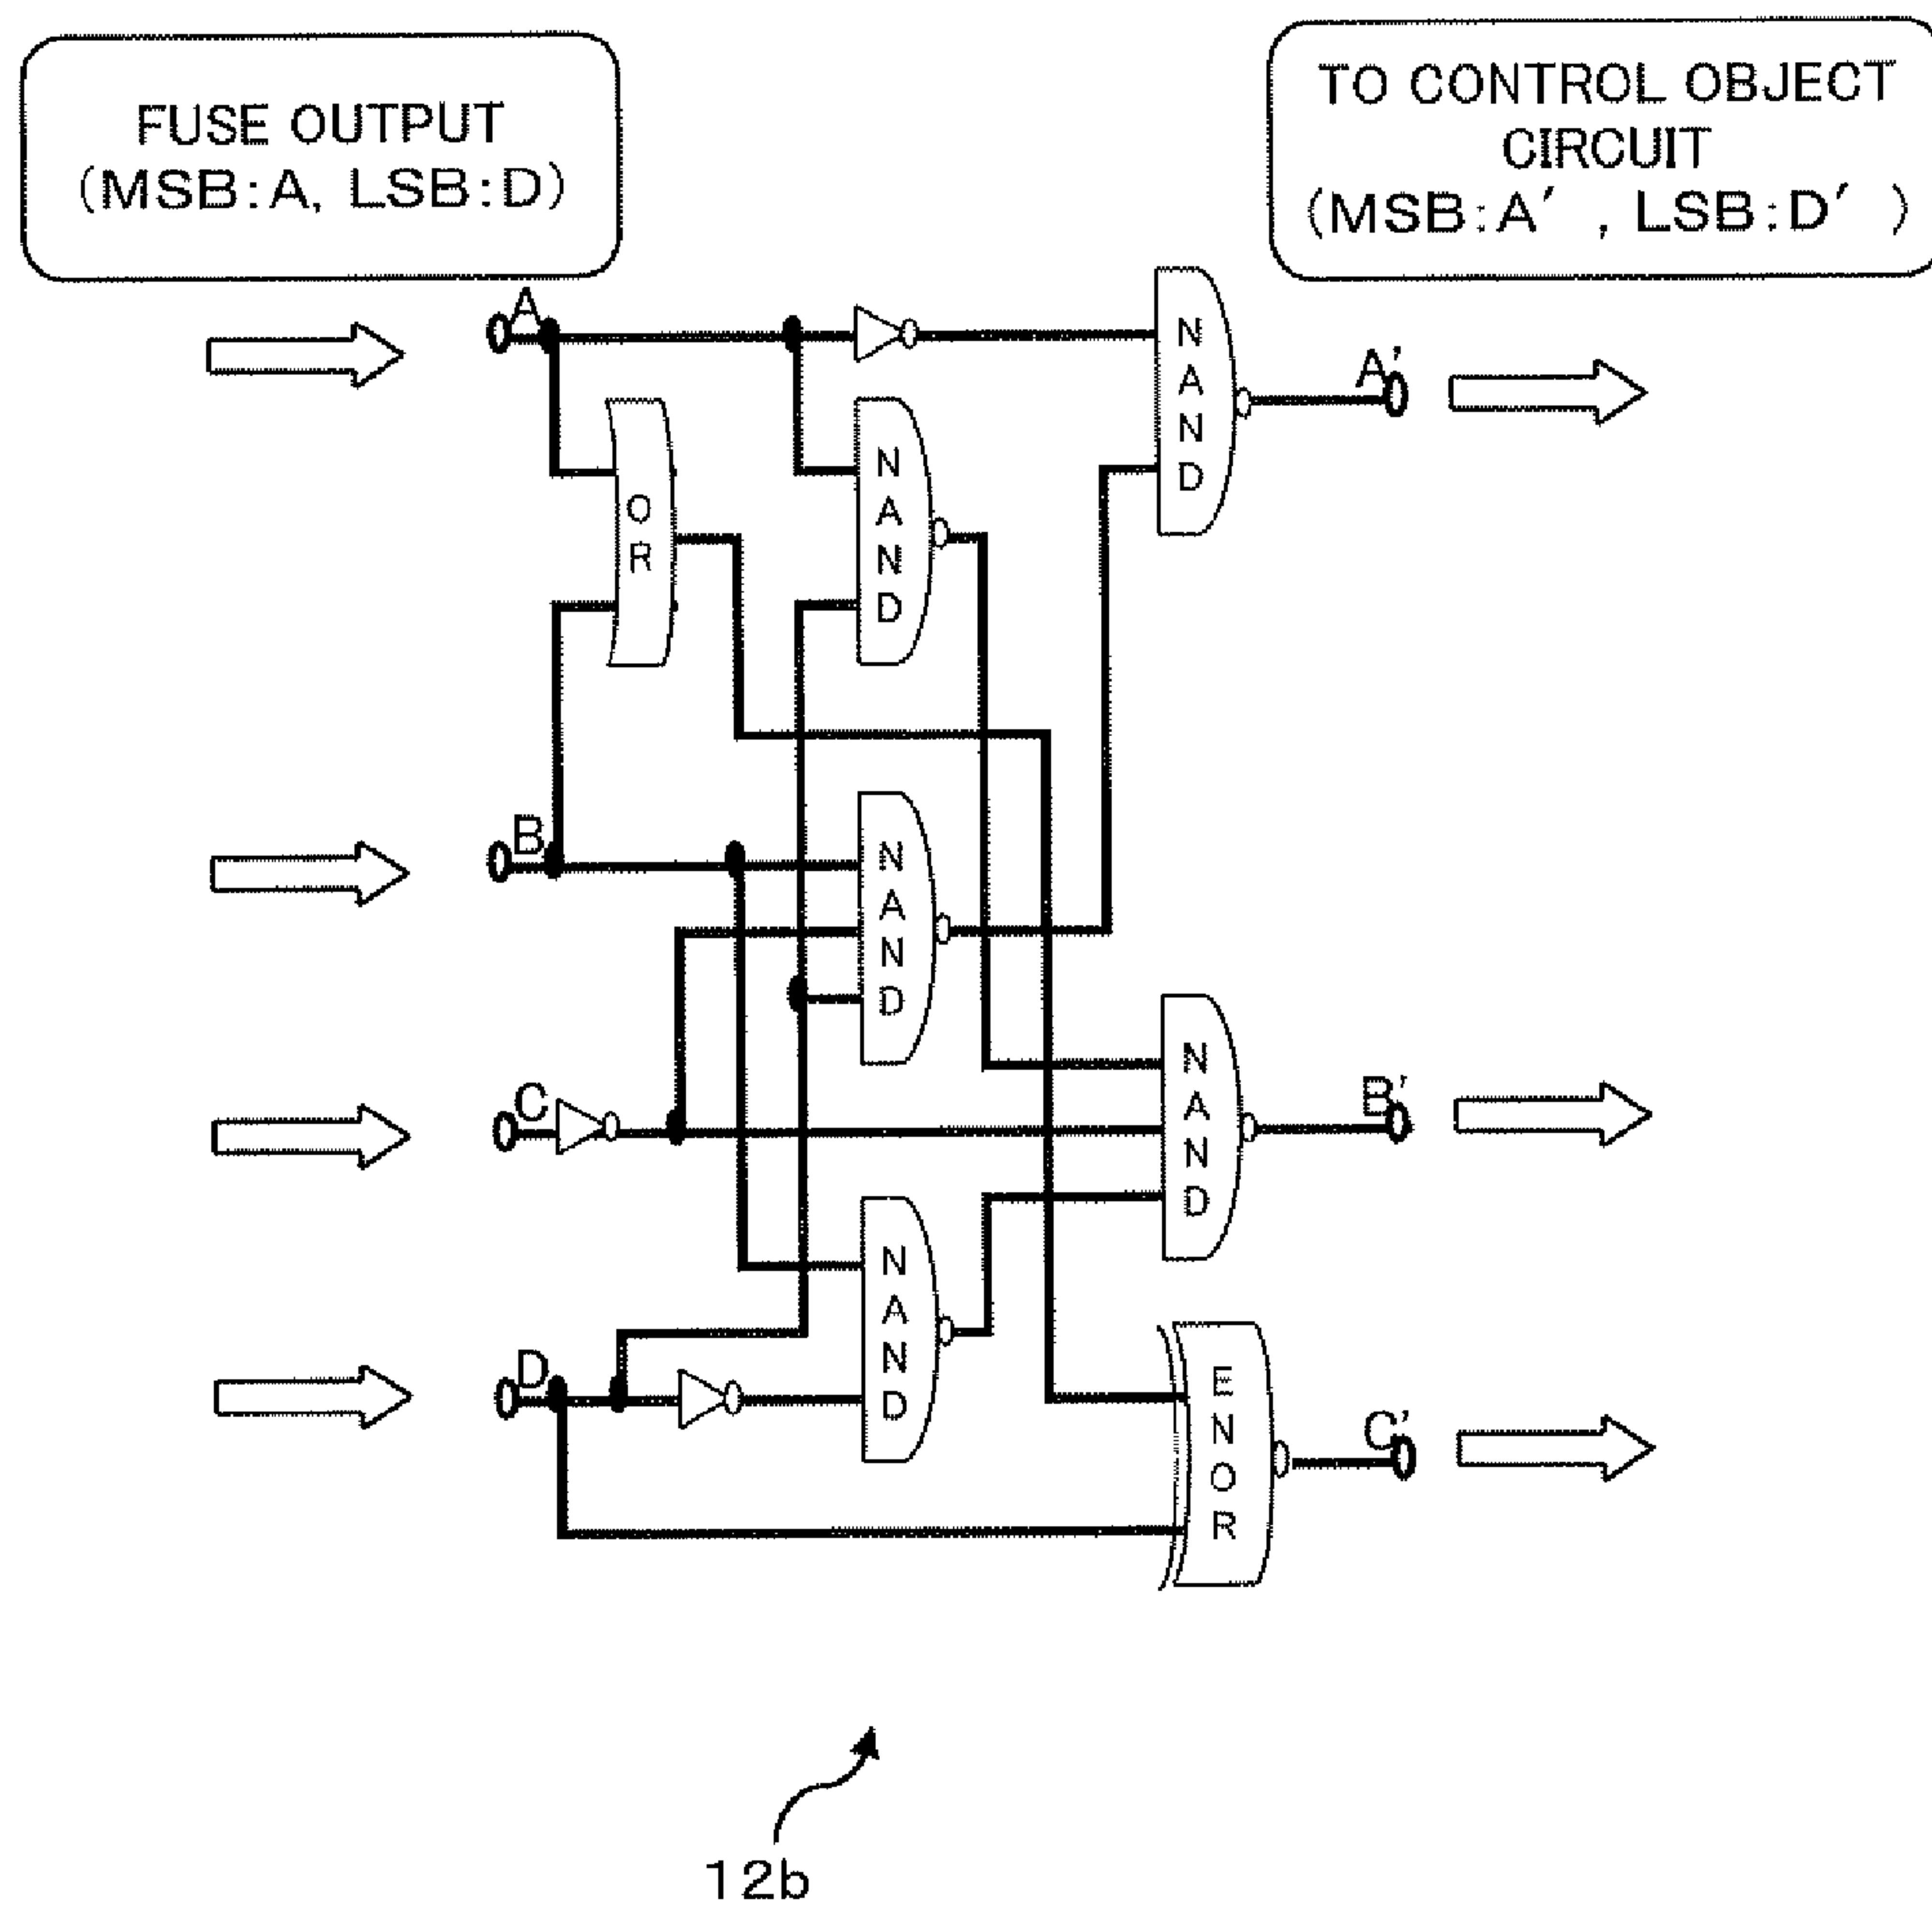 FUSE OUTPUT
(MSB:A, LSB:D)
TO CONTROL OBJECT
CIRCUIT
(MSB:A′ , LSB:D′ )
A
NAND
A'
OR
NAND
B
NAND
C
NAND
B'
NAND
D
ENOR
C'
12b